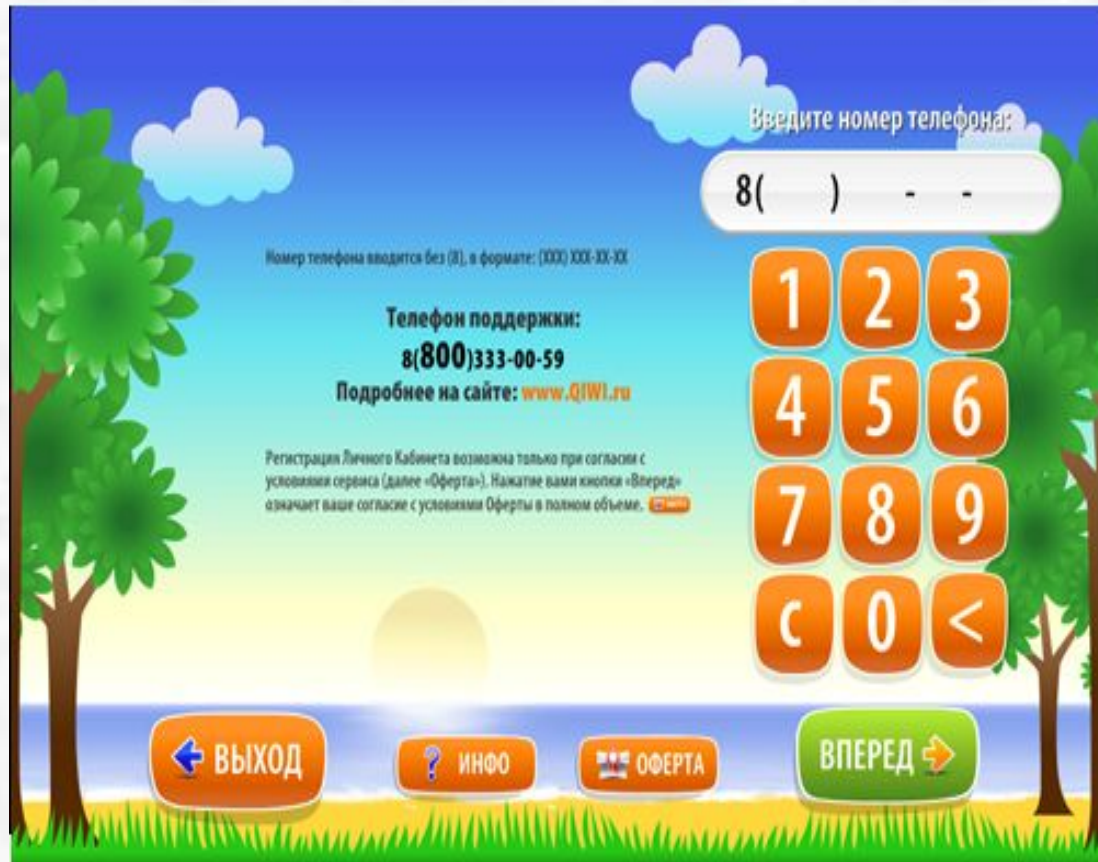 Введите номер телефона:
8( ) - -
Номер телефона вводится без (8), в формате: (XXX) XXX-XX-XX
Телефон поддержки:
8(800)333-00-59
Подробнее на сайте: www.QIWI.ru
Регистрация Личного Кабинета возможна только при согласии с
условиями сервиса (далее «Оферта»). Нажатие вами кнопки «Вперед»
означает ваше согласие с условиями Оферты в полном объеме.
1 2 3
4 5 6
7 8 9
С 0 <
ВЫХОД
? ИНФО
ОФЕРТА
ВПЕРЕД